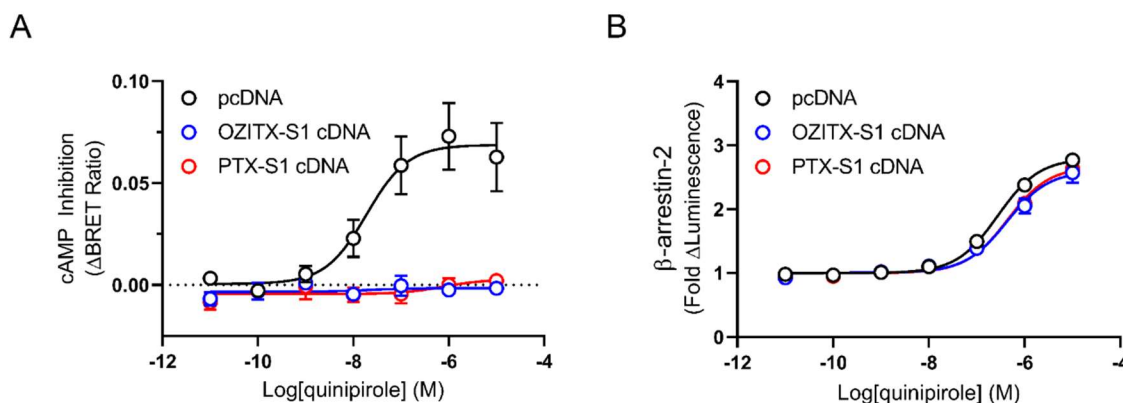 A
cAMP Inhibition
(ΔBRET Ratio)
0.10
0.05
0.00
pcDNA
OZITX-S1 cDNA
PTX-S1 cDNA
-12
-10
-8
-6
-4
Log[quinipirole] (M)
B
β-arrestin-2
(Fold ΔLuminescence)
4
3
2
1
0
pcDNA
OZITX-S1 cDNA
PTX-S1 cDNA
-12
-10
-8
-6
-4
Log[quinipirole] (M)